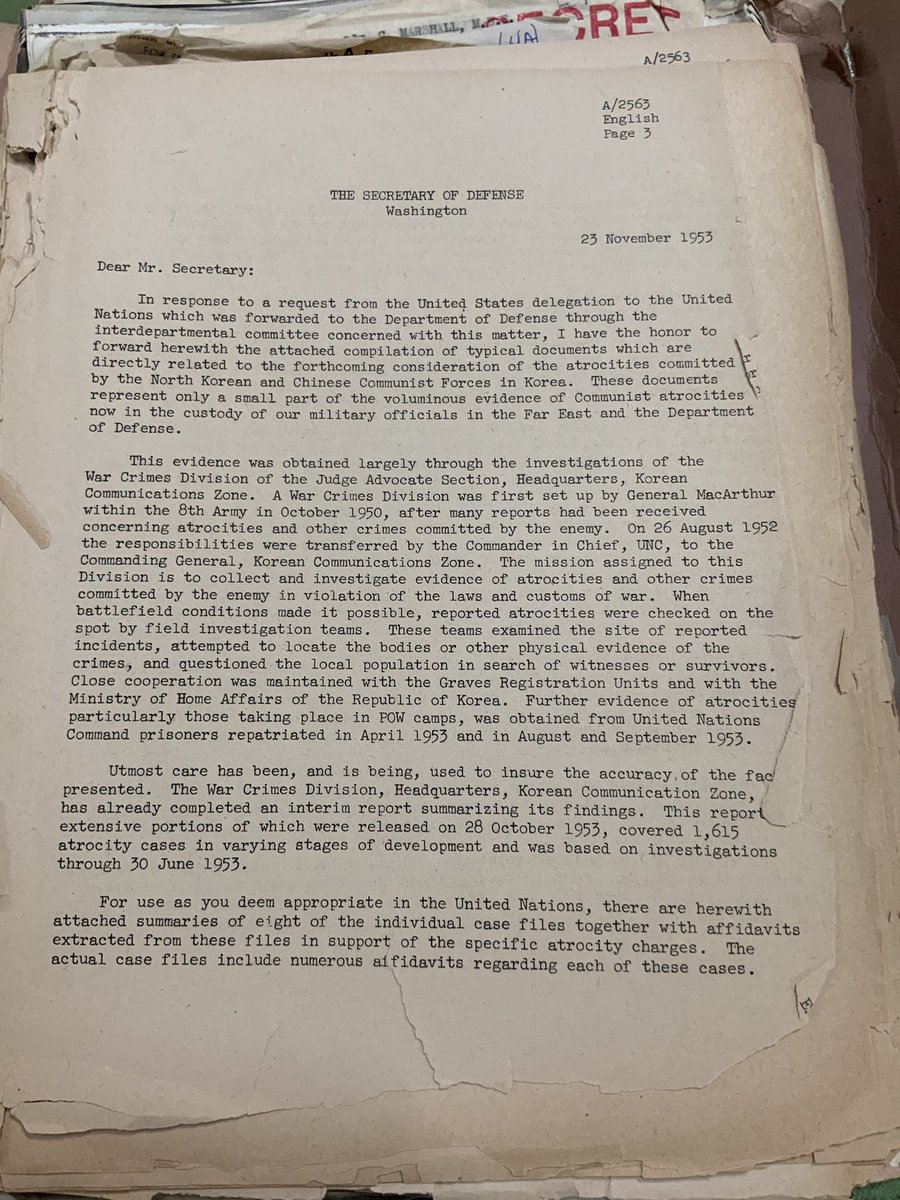 MARSHALL, M.
SECRE
A/2563
A/2563
English
Page 3
THE SECRETARY OF DEFENSE
Washington
23 November 1953
Dear Mr. Secretary:
In response to a request from the United States delegation to the United
Nations which was forwarded to the Department of Defense through the
interdepartmental committee concerned with this matter, I have the honor to
forward herewith the attached compilation of typical documents which are
directly related to the forthcoming consideration of the atrocities committed
by the North Korean and Chinese Communist Forces in Korea. These documents
represent only a small part of the voluminous evidence of Communist atrocities
now in the custody of our military officials in the Far East and the Department
of Defense.
This evidence was obtained largely through the investigations of the
War Crimes Division of the Judge Advocate Section, Headquarters, Korean
Communications Zone. A War Crimes Division was first set up by General MacArthur
within the 8th Army in October 1950, after many reports had been received
concerning atrocities and other crimes committed by the enemy. On 26 August 1952
the responsibilities were transferred by the Commander in Chief, UNC, to the
Commanding General, Korean Communications Zone. The mission assigned to this
Division is to collect and investigate evidence of atrocities and other crimes
committed by the enemy in violation of the laws and customs of war. When
battlefield conditions made it possible, reported atrocities were checked on the
spot by field investigation teams. These teams examined the site of reported
incidents, attempted to locate the bodies or other physical evidence of the
crimes, and questioned the local population in search of witnesses or survivors.
Close cooperation was maintained with the Graves Registration Units and with the
Ministry of Home Affairs of the Republic of Korea. Further evidence of atrocities
particularly those taking place in POW camps, was obtained from United Nations
Command prisoners repatriated in April 1953 and in August and September 1953.
Utmost care has been, and is being, used to insure the accuracy of the fac
presented. The War Crimes Division, Headquarters, Korean Communication Zone,
has already completed an interim report summarizing its findings. This report
extensive portions of which were released on 28 October 1953, covered 1,615
atrocity cases in varying stages of development and was based on investigations
through 30 June 1953.
For use as you deem appropriate in the United Nations, there are herewith
attached summaries of eight of the individual case files together with affidavits
extracted from these files in support of the specific atrocity charges. The
actual case files include numerous affidavits regarding each of these cases.